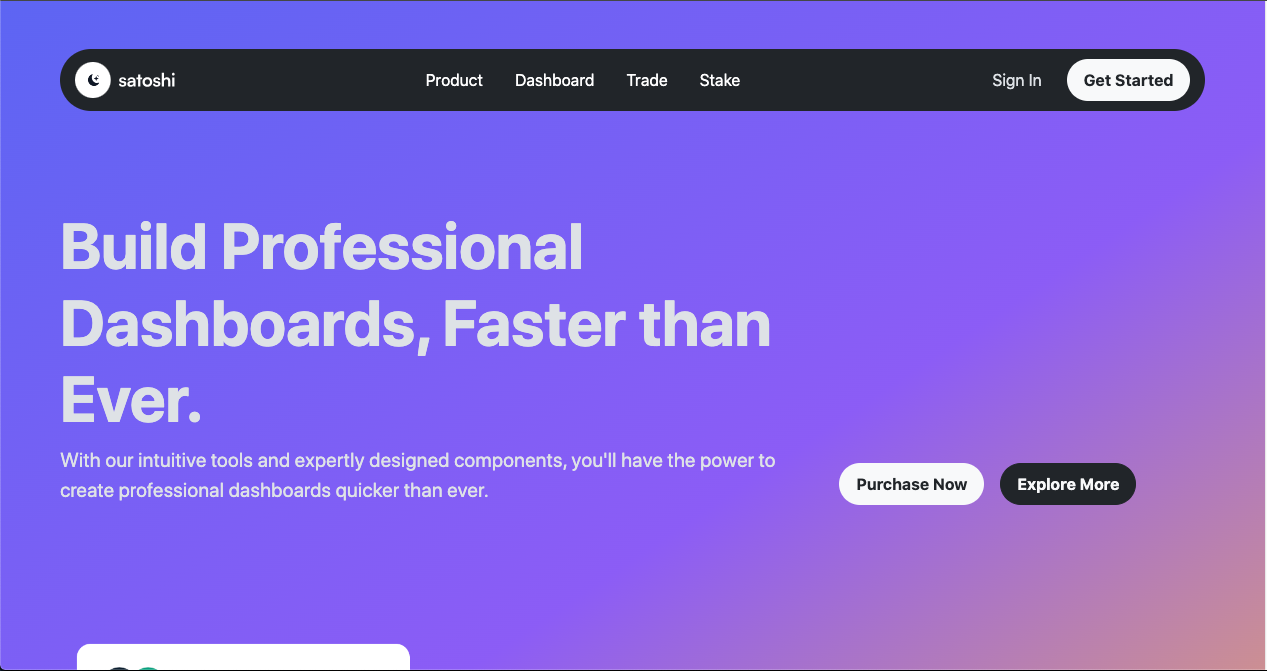 satoshi
Product
Dashboard
Trade
Stake
Sign In
Get Started
Build Professional
Dashboards, Faster than
Ever.
With our intuitive tools and expertly designed components, you'll have the power to
create professional dashboards quicker than ever.
Purchase Now
Explore More